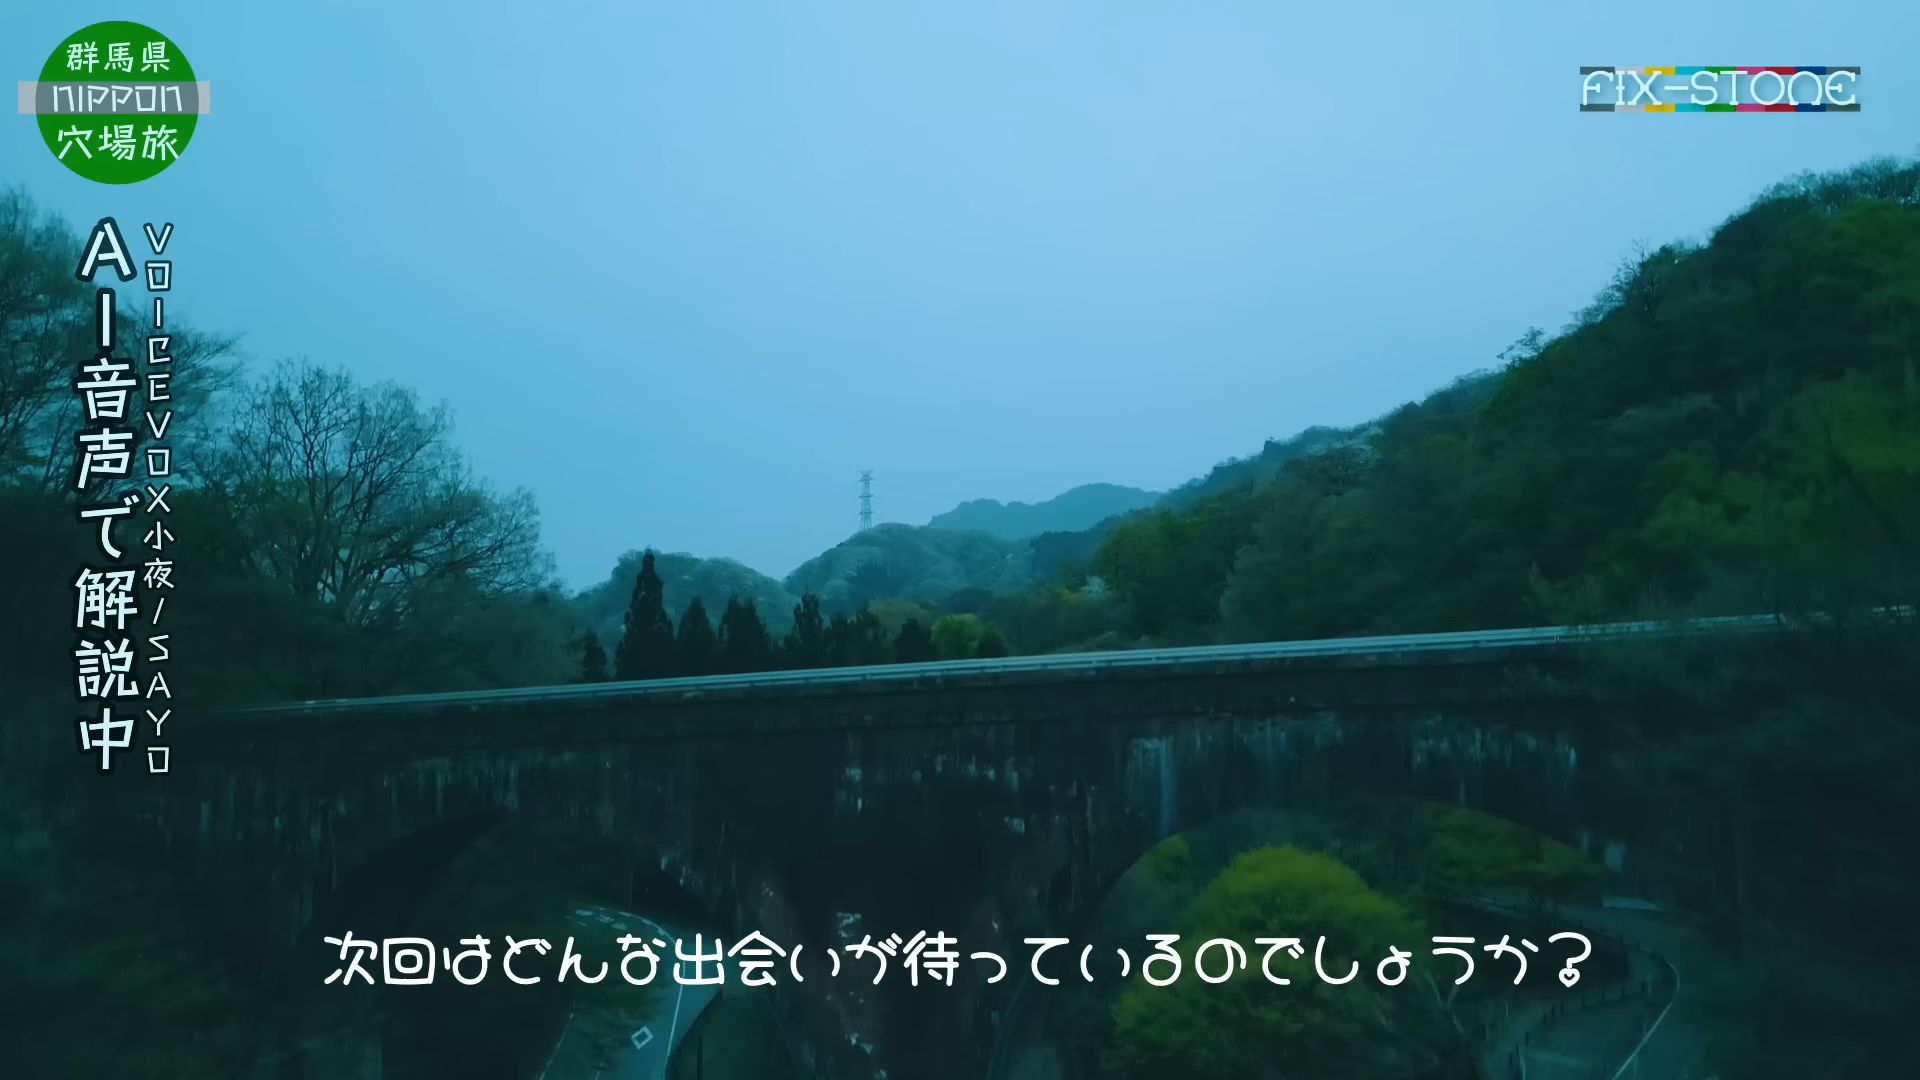 群馬県
NIPPON
穴場旅
FIX-STONE
AI音声で解説中
VOICEVOX小夜/SAYO
次回はどんな出会いが待っているのでしょうか?